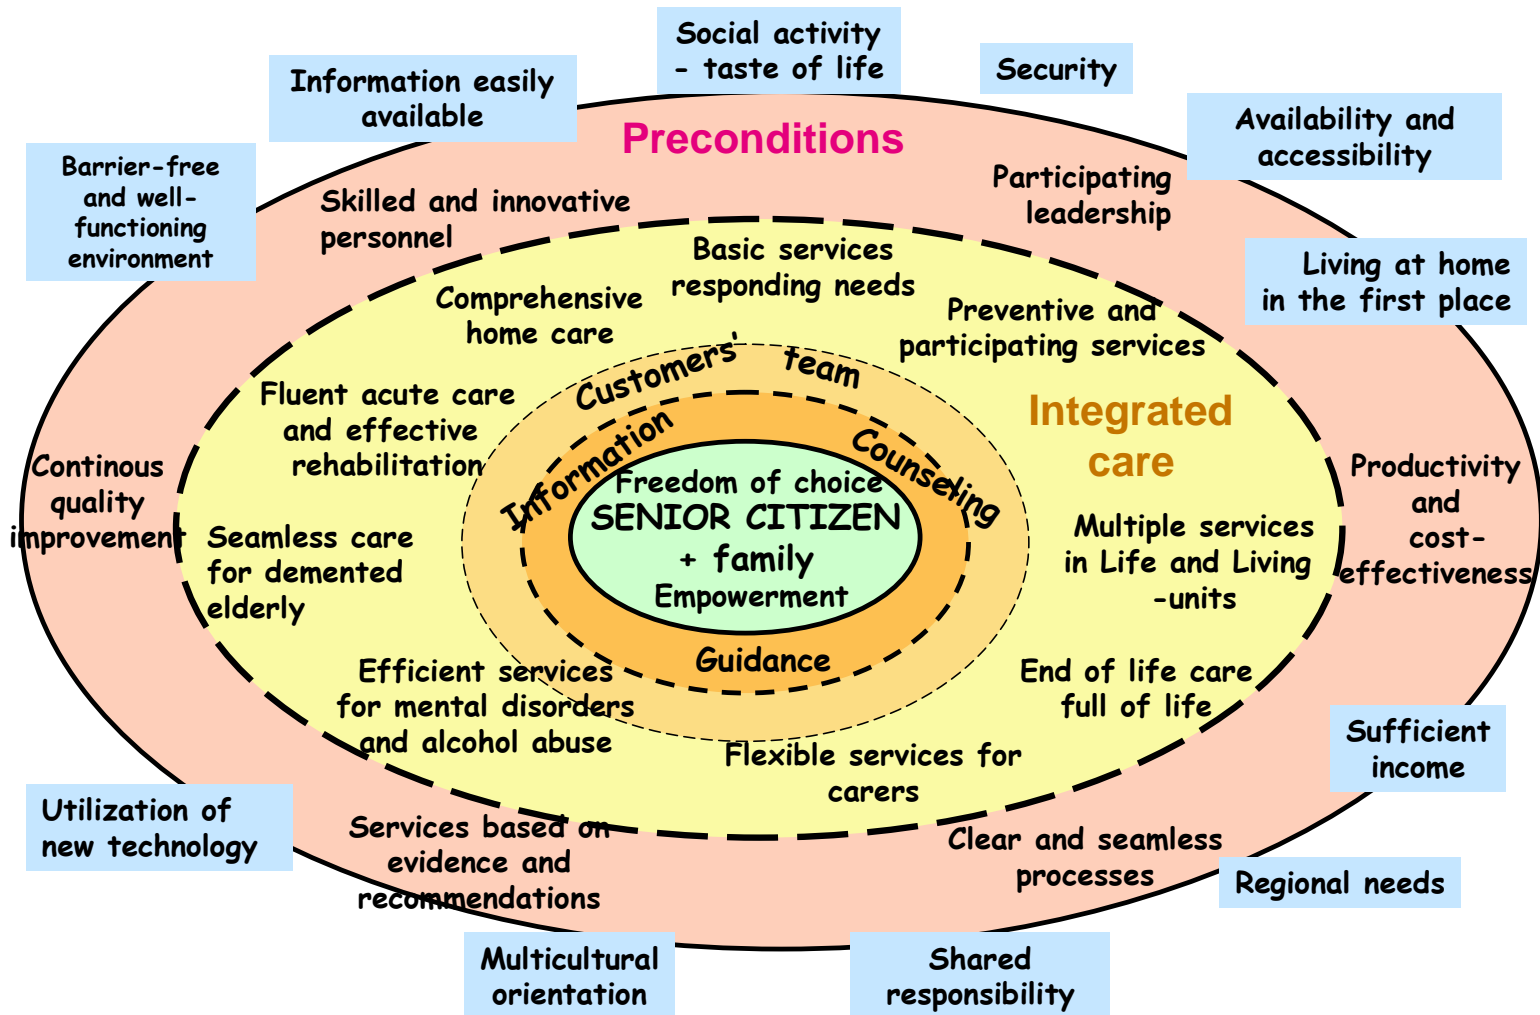 Social activity
- taste of life
Security
Information easily
available
Availability and
accessibility
Barrier-free
and well-
functioning
environment
Preconditions
Participating
leadership
Skilled and innovative
personnel
Living at home
in the first place
Basic services
responding needs
Comprehensive
home care
Preventive and
participating services
Customers' team
Fluent acute care
and effective
rehabilitation
Integrated
care
Information
Counseling
Continous
quality
improvement
Productivity
and
cost-
effectiveness
Freedom of choice
SENIOR CITIZEN
+ family
Empowerment
Seamless care
for demented
elderly
Multiple services
in Life and Living
-units
Guidance
Efficient services
for mental disorders
and alcohol abuse
End of life care
full of life
Flexible services for
carers
Sufficient
income
Utilization of
new technology
Services based on
evidence and
recommendations
Clear and seamless
processes
Regional needs
Multicultural
orientation
Shared
responsibility